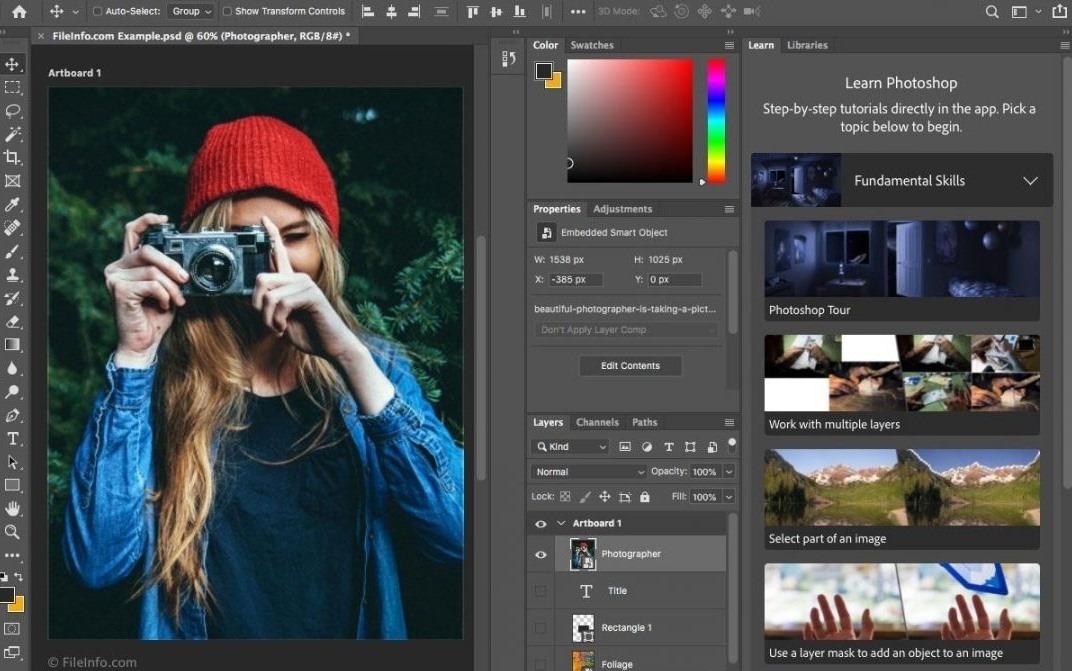 Auto-Select: Group Show Transform Controls 3D Mode:
× FileInfo.com Example.psd @ 60% (Photographer, RGB/8#) *
Artboard 1
© FileInfo.com
Color Swatches
Properties Adjustments
Embedded Smart Object
W: 1538 px H: 1025 px
X: -385 px Y: 0 px
beautiful-photographer-is-taking-a-pict...
Don't Apply Layer Comp
Edit Contents
Layers Channels Paths
Kind
Normal Opacity: 100%
Lock: Fill: 100%
Artboard 1
Photographer
T Title
Rectangle 1
Foliage
Learn Libraries
Learn Photoshop
Step-by-step tutorials directly in the app. Pick a
topic below to begin.
Fundamental Skills
Photoshop Tour
Work with multiple layers
Select part of an image
Use a layer mask to add an object to an image